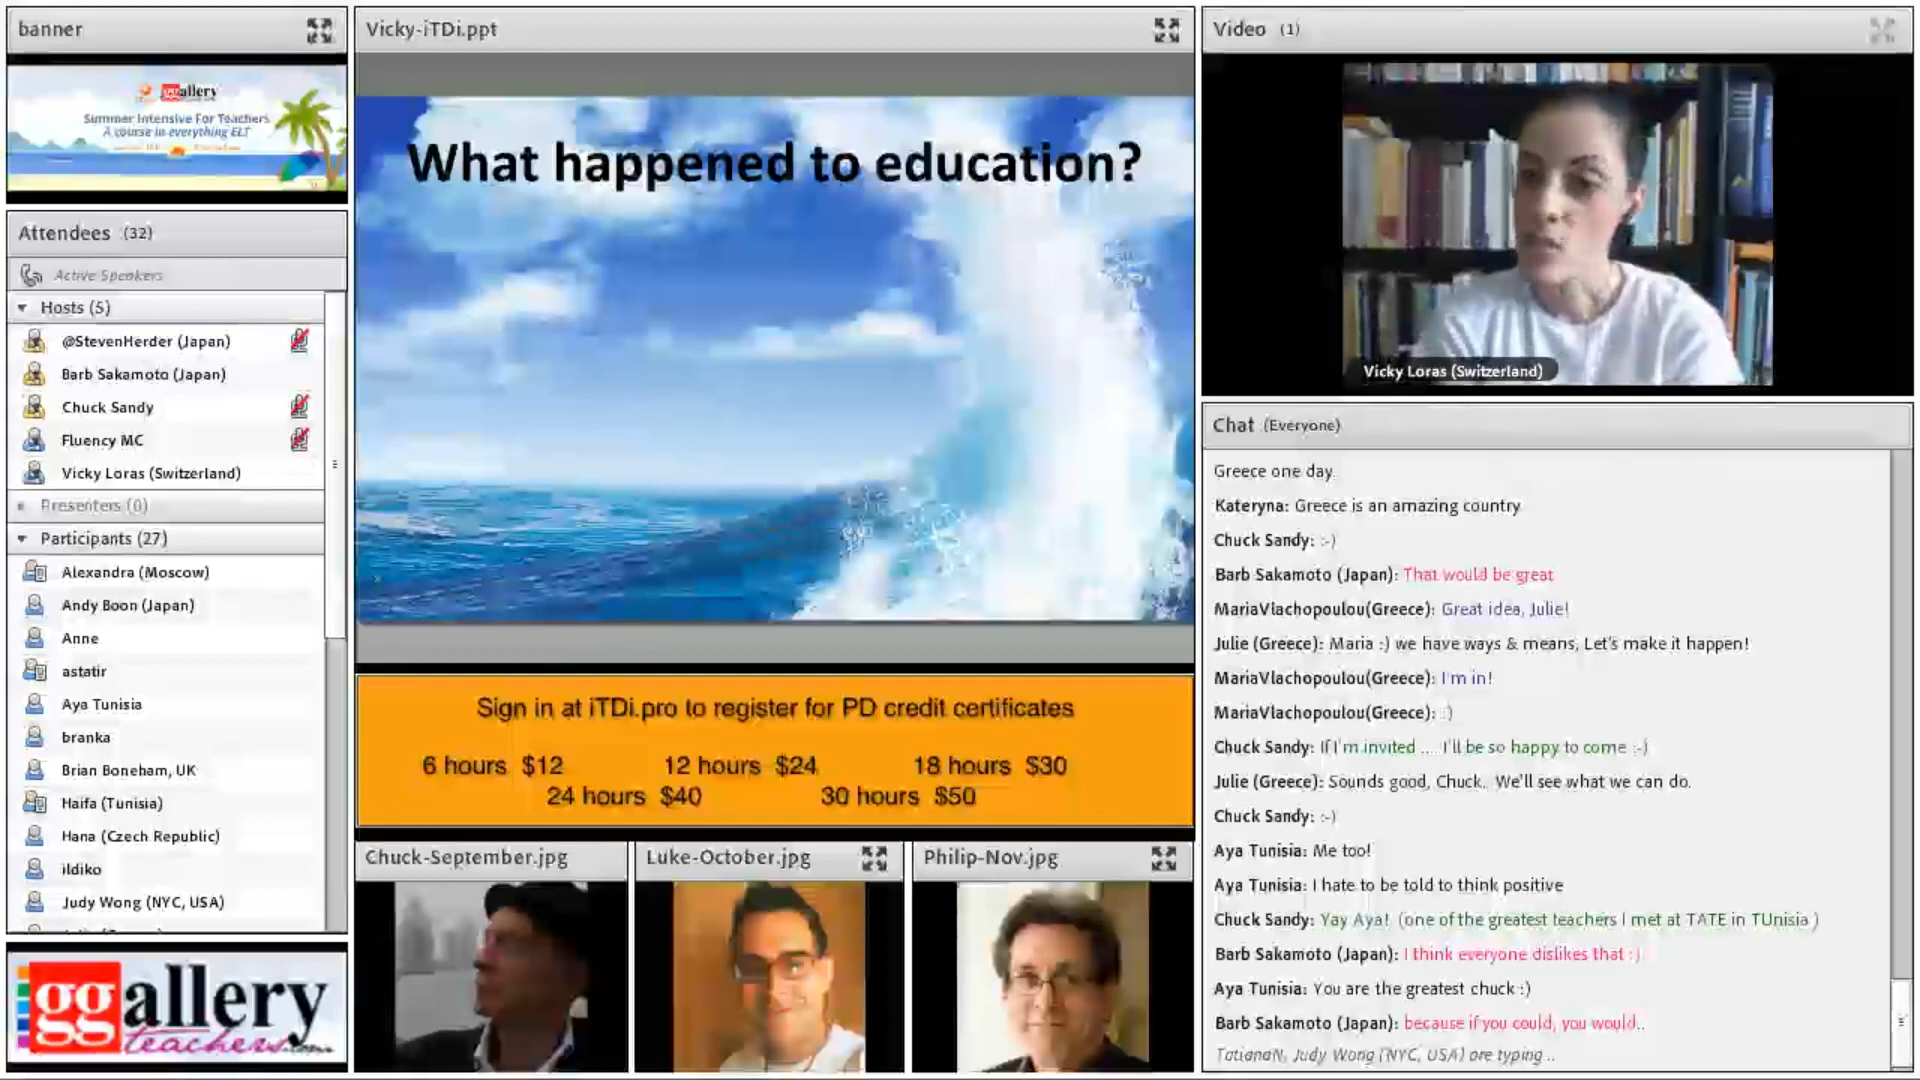 banner
ggallery
Summer Intensive For Teachers
A course in everything ELT
Attendees (32)
Active Speakers
Hosts (5)
@StevenHerder (Japan)
Barb Sakamoto (Japan)
Chuck Sandy
Fluency MC
Vicky Loras (Switzerland)
Presenters (0)
Participants (27)
Alexandra (Moscow)
Andy Boon (Japan)
Anne
astatir
Aya Tunisia
branka
Brian Boneham, UK
Haifa (Tunisia)
Hana (Czech Republic)
ildiko
Judy Wong (NYC, USA)
ggallery
teachers.com
Vicky-iTDi.ppt
What happened to education?
Sign in at iTDi.pro to register for PD credit certificates
6 hours $12 12 hours $24 18 hours $30
24 hours $40 30 hours $50
Chuck-September.jpg
Luke-October.jpg
Philip-Nov.jpg
Video (1)
Vicky Loras (Switzerland)
Chat (Everyone)
Greece one day.
Kateryna: Greece is an amazing country
Chuck Sandy: :-)
Barb Sakamoto (Japan): That would be great
MariaVlachopoulou(Greece): Great idea, Julie!
Julie (Greece): Maria :) we have ways & means, Let's make it happen!
MariaVlachopoulou(Greece): I'm in!
MariaVlachopoulou(Greece): :)
Chuck Sandy: If I'm invited .... I'll be so happy to come :-)
Julie (Greece): Sounds good, Chuck. We'll see what we can do.
Chuck Sandy: :-)
Aya Tunisia: Me too!
Aya Tunisia: I hate to be told to think positive
Chuck Sandy: Yay Aya! (one of the greatest teachers I met at TATE in TUnisia )
Barb Sakamoto (Japan): I think everyone dislikes that :)
Aya Tunisia: You are the greatest chuck :)
Barb Sakamoto (Japan): because if you could, you would..
TatianaN, Judy Wong (NYC, USA) are typing...